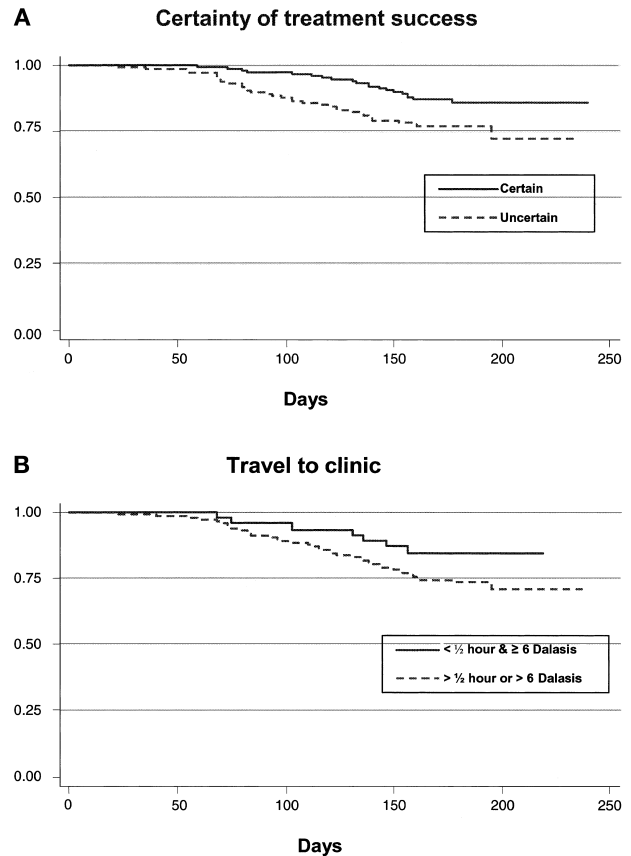 A
Certainty of treatment success
1.00
0.75
0.50
0.25
0.00
Certain
Uncertain
0 50 100 150 200 250
Days
B
Travel to clinic
1.00
0.75
0.50
0.25
0.00
< ½ hour & ≥ 6 Dalasis
> ½ hour or > 6 Dalasis
0 50 100 150 200 250
Days